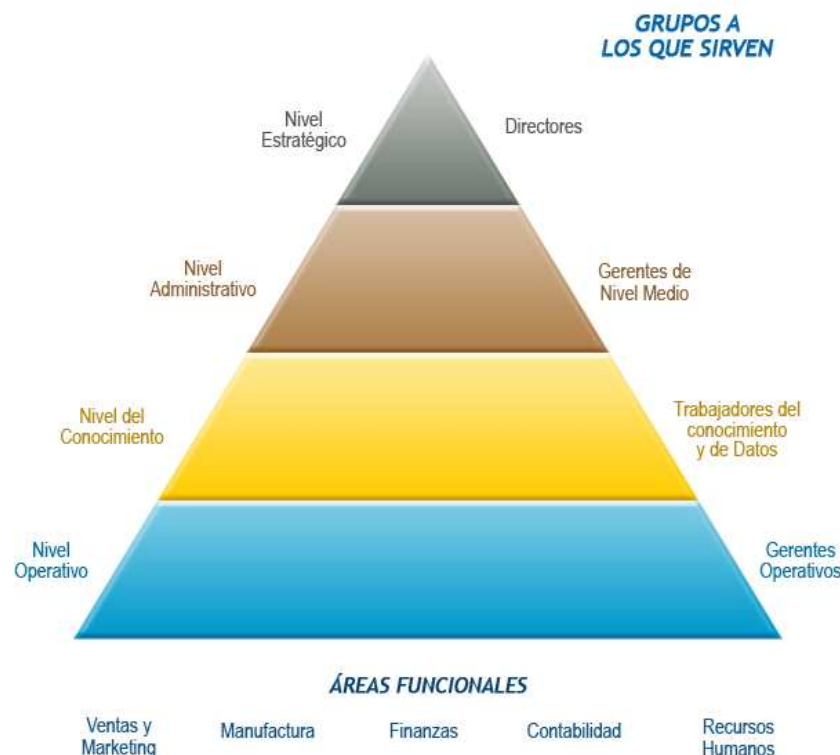 GRUPOS A
LOS QUE SIRVEN
Nivel
Estratégico
Directores
Nivel
Administrativo
Gerentes de
Nivel Medio
Nivel del
Conocimiento
Trabajadores del
conocimiento
y de Datos
Nivel
Operativo
Gerentes
Operativos
ÁREAS FUNCIONALES
Ventas y
Marketing
Manufactura
Finanzas
Contabilidad
Recursos
Humanos